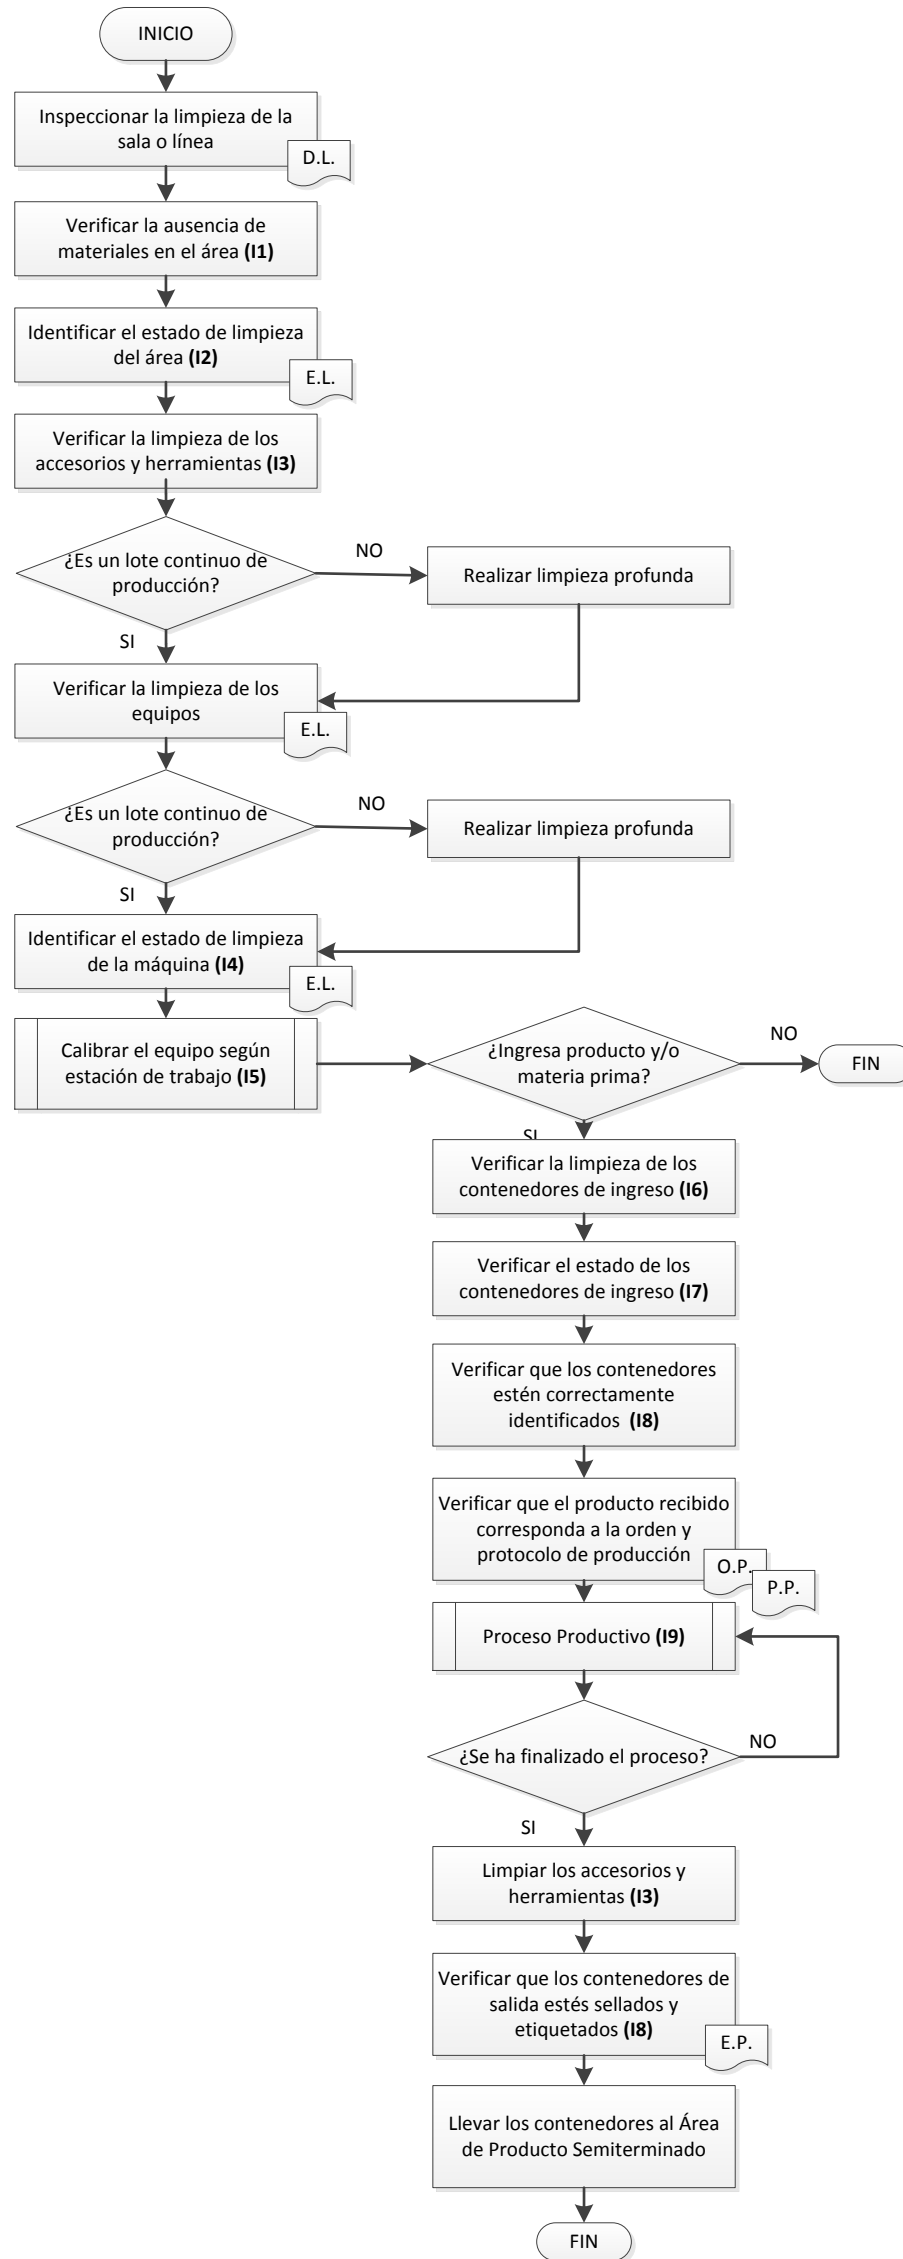 INICIO
Inspeccionar la limpieza de la
sala o línea
D.L.
Verificar la ausencia de
materiales en el área (I1)
Identificar el estado de limpieza
del área (I2)
E.L.
Verificar la limpieza de los
accesorios y herramientas (I3)
¿Es un lote continuo de
producción?
NO
Realizar limpieza profunda
SI
Verificar la limpieza de los
equipos
E.L.
¿Es un lote continuo de
producción?
NO
Realizar limpieza profunda
SI
Identificar el estado de limpieza
de la máquina (I4)
E.L.
Calibrar el equipo según
estación de trabajo (I5)
¿Ingresa producto y/o
materia prima?
NO
FIN
SI
Verificar la limpieza de los
contenedores de ingreso (I6)
Verificar el estado de los
contenedores de ingreso (I7)
Verificar que los contenedores
estén correctamente
identificados (I8)
Verificar que el producto recibido
corresponda a la orden y
protocolo de producción
O.P.
P.P.
Proceso Productivo (I9)
¿Se ha finalizado el proceso?
NO
SI
Limpiar los accesorios y
herramientas (I3)
Verificar que los contenedores de
salida estés sellados y
etiquetados (I8)
E.P.
Llevar los contenedores al Área
de Producto Semiterminado
FIN